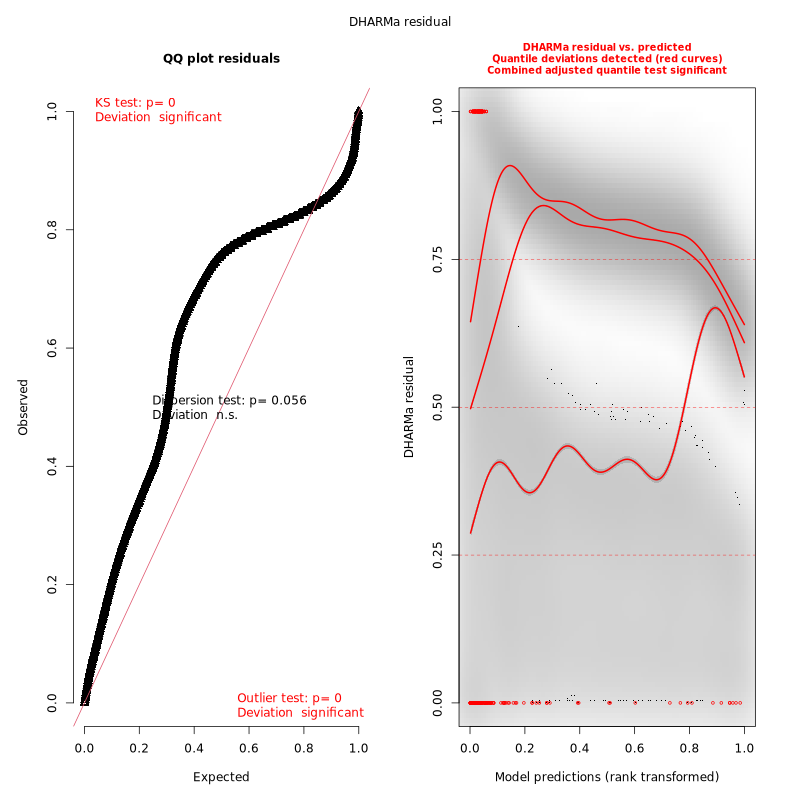 DHARMa residual
QQ plot residuals
KS test: p= 0
Deviation  significant
Dispersion test: p= 0.056
Deviation  n.s.
Outlier test: p= 0
Deviation  significant
Observed
0.0
0.2
0.4
0.6
0.8
1.0
0.0 0.2 0.4 0.6 0.8 1.0
Expected
DHARMa residual vs. predicted
Quantile deviations detected (red curves)
Combined adjusted quantile test significant
DHARMa residual
0.00
0.25
0.50
0.75
1.00
0.0 0.2 0.4 0.6 0.8 1.0
Model predictions (rank transformed)